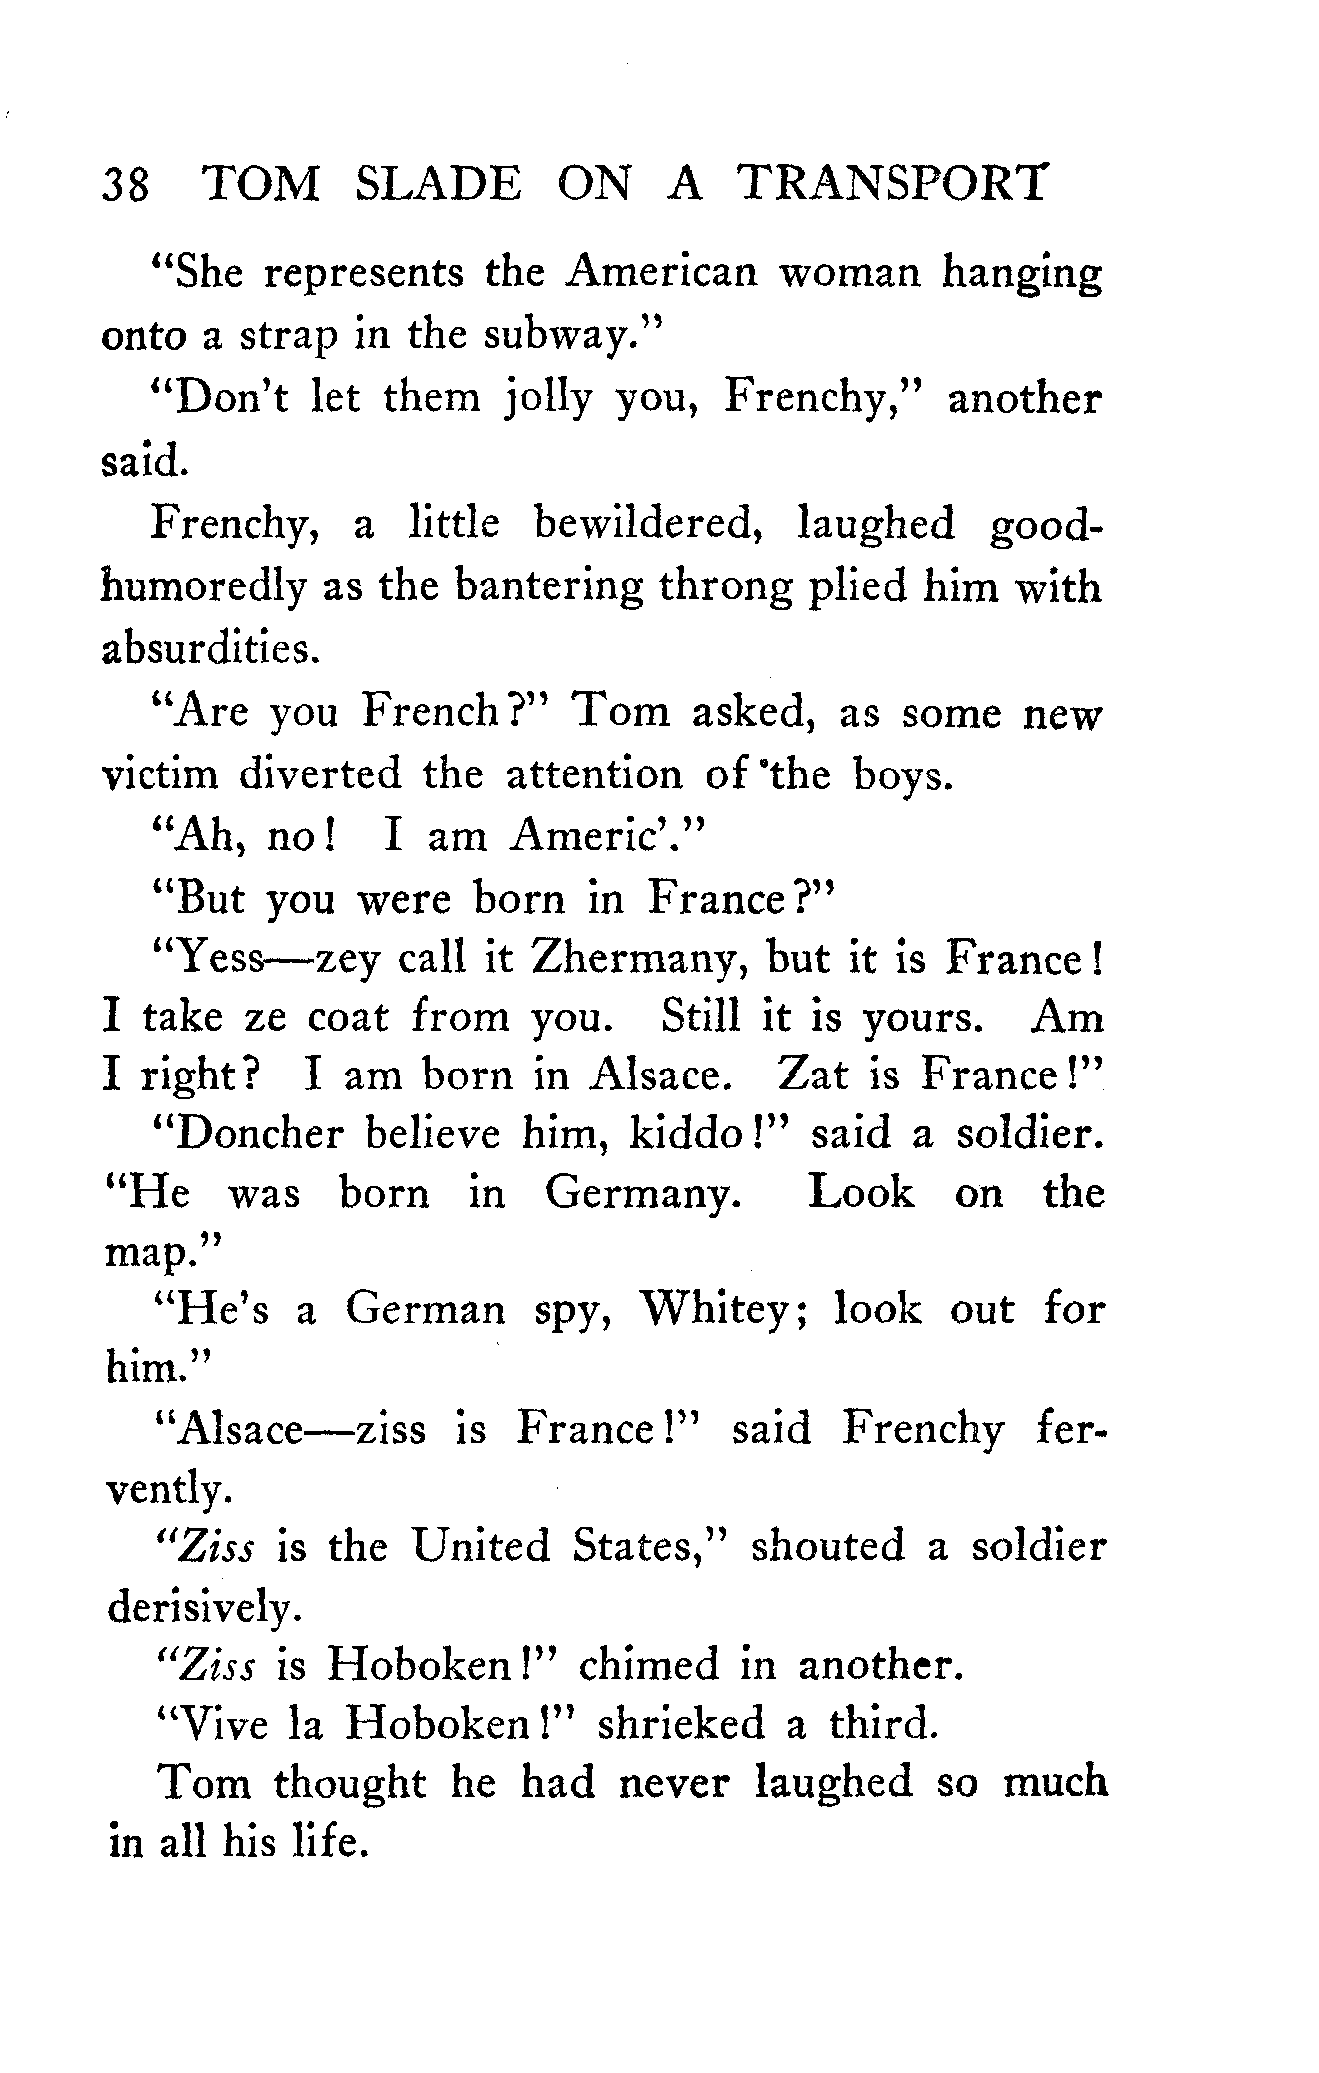 38 TOM SLADE ON A TRANSPORT
“She represents the American woman hanging
onto a strap in the subway.”
“Don’t let them jolly you, Frenchy,” another
said.
Frenchy, a little bewildered, laughed good-
humoredly as the bantering throng plied him with
absurdities.
“Are you French?” Tom asked, as some new
victim diverted the attention of the boys.
“Ah, no! I am Americ’.”
“But you were born in France?”
“Yess—zey call it Zhermany, but it is France!
I take ze coat from you. Still it is yours. Am
I right? I am born in Alsace. Zat is France!”
“Doncher believe him, kiddo!” said a soldier.
“He was born in Germany. Look on the
map.”
“He’s a German spy, Whitey; look out for
him.”
“Alsace—ziss is France!” said Frenchy fer-
vently.
“Ziss is the United States,” shouted a soldier
derisively.
“Ziss is Hoboken!” chimed in another.
“Vive la Hoboken!” shrieked a third.
Tom thought he had never laughed so much
in all his life.